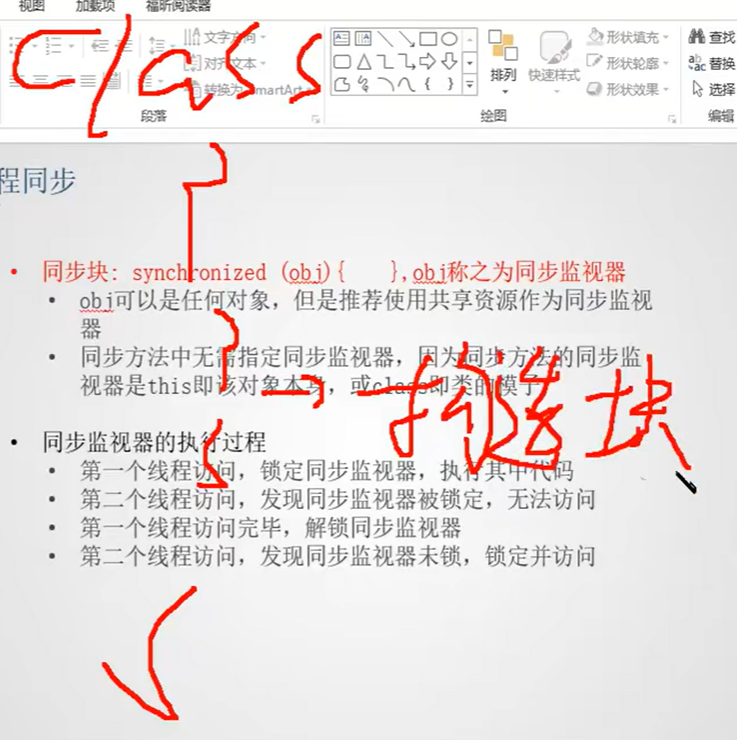 视图 加载项 福昕阅读器
文字方向
对齐文本
转换为 SmartArt
排列
快速样式
形状填充
形状轮廓
形状效果
查找
替换
选择
段落
绘图
编辑
class
程同步
同步块: synchronized (obj){ },obj称之为同步监视器
obj可以是任何对象，但是推荐使用共享资源作为同步监视
器
同步方法中无需指定同步监视器，因为同步方法的同步监
视器是this即该对象本身，或class即类的模子
构造块
同步监视器的执行过程
第一个线程访问，锁定同步监视器，执行其中代码
第二个线程访问，发现同步监视器被锁定，无法访问
第一个线程访问完毕，解锁同步监视器
第二个线程访问，发现同步监视器未锁，锁定并访问